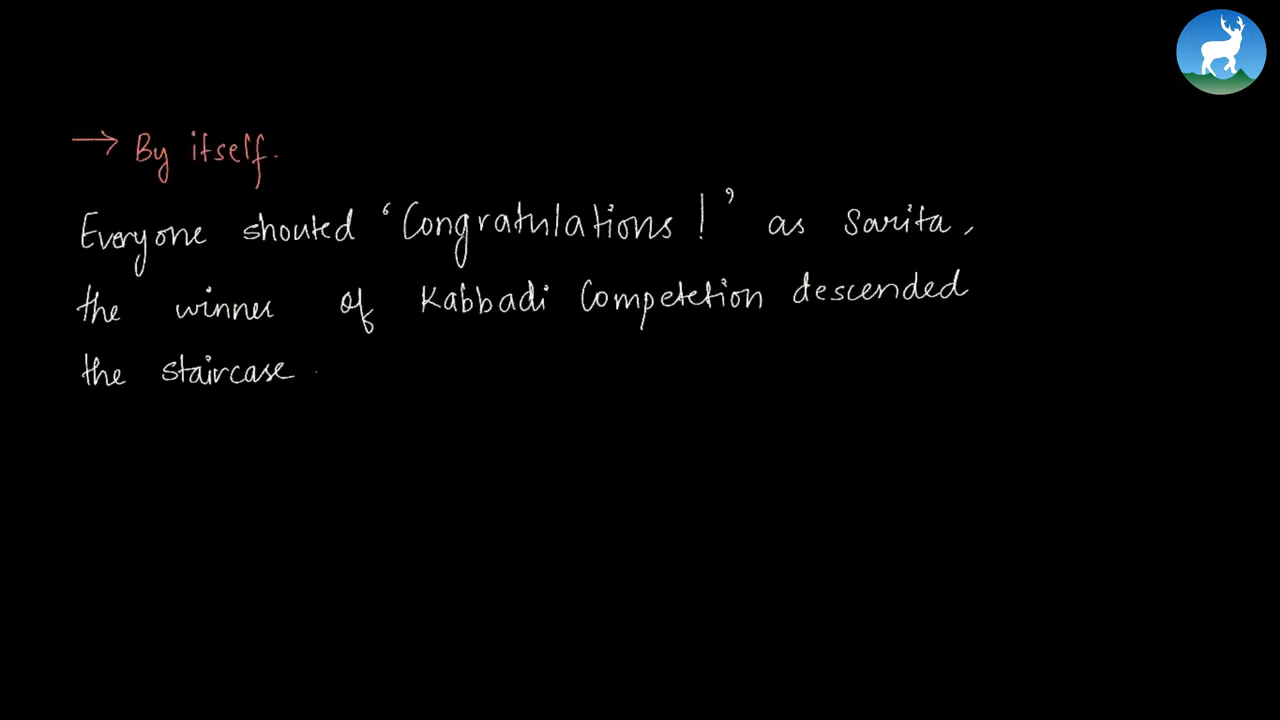 → By itself.
Everyone shouted ‘Congratulations!’ as Sarita,
the winner of Kabbadi Competetion descended
the staircase.